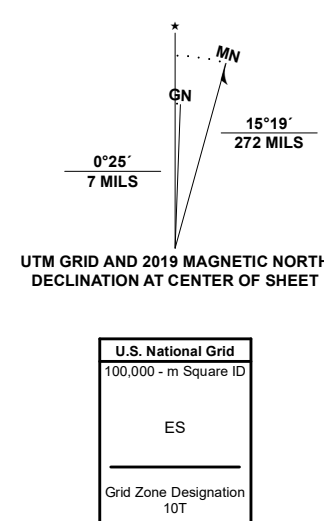 ★
MN
GN
15°19´
272 MILS
0°25´
7 MILS
UTM GRID AND 2019 MAGNETIC NORTH
DECLINATION AT CENTER OF SHEET
U.S. National Grid
100,000 - m Square ID
ES
Grid Zone Designation
10T